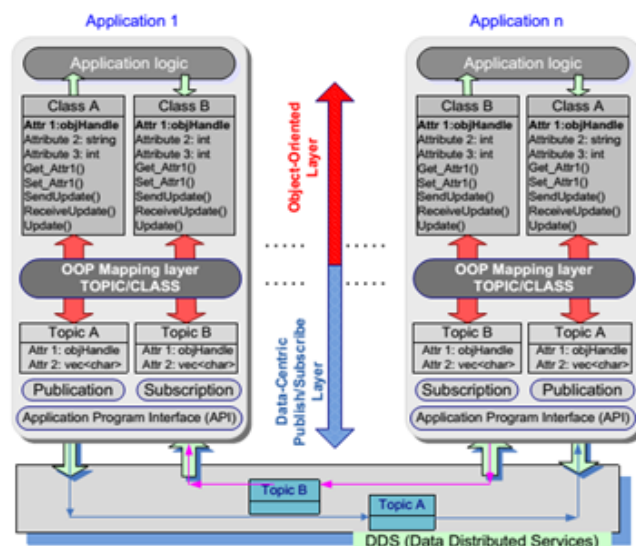 Application 1
Application n
Application logic
Class A
Attr 1:objHandle
Attribute 2: string
Attribute 3: int
Get_Attr1()
Set_Attr1()
SendUpdate()
ReceiveUpdate()
Update()
Class B
Attr 1:objHandle
Attribute 2: int
Attribute 3: int
Get_Attr1()
Set_Attr1()
SendUpdate()
ReceiveUpdate()
Update()
OOP Mapping layer
TOPIC/CLASS
Topic A
Attr 1: objHandle
Attr 2: vec<char>
Topic B
Attr 1: objHandle
Attr 2: vec<char>
Publication
Subscription
Application Program Interface (API)
Object-Oriented
Layer
Data-Centric
Publish/Subscribe
Layer
Application logic
Class B
Attr 1:objHandle
Attribute 2: int
Attribute 3: int
Get_Attr1()
Set_Attr1()
SendUpdate()
ReceiveUpdate()
Update()
Class A
Attr 1:objHandle
Attribute 2: string
Attribute 3: int
Get_Attr1()
Set_Attr1()
SendUpdate()
ReceiveUpdate()
Update()
OOP Mapping layer
TOPIC/CLASS
Topic B
Attr 1: objHandle
Attr 2: vec<char>
Topic A
Attr 1: objHandle
Attr 2: vec<char>
Subscription
Publication
Application Program Interface (API)
Topic B
Topic A
DDS (Data Distributed Services)